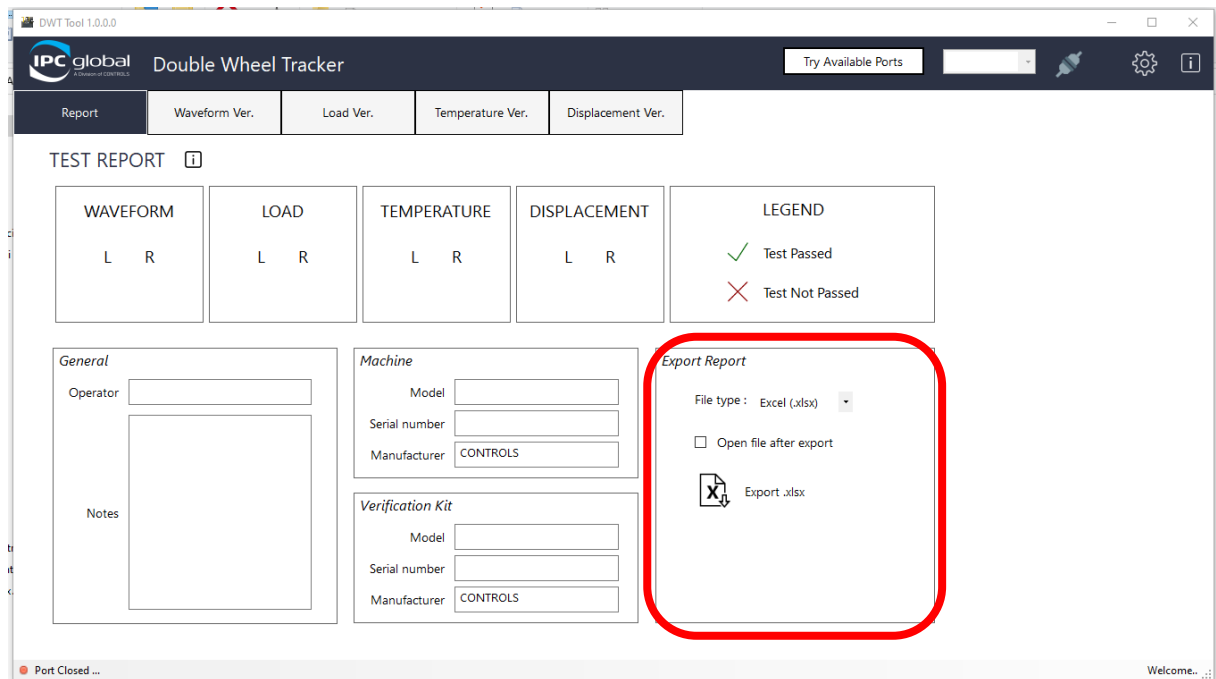 DWT Tool 1.0.0.0
IPC global
A Division of CONTROLS
Double Wheel Tracker
Try Available Ports
Report
Waveform Ver.
Load Ver.
Temperature Ver.
Displacement Ver.
TEST REPORT
WAVEFORM
L R
LOAD
L R
TEMPERATURE
L R
DISPLACEMENT
L R
LEGEND
Test Passed
Test Not Passed
General
Operator
Notes
Machine
Model
Serial number
Manufacturer CONTROLS
Verification Kit
Model
Serial number
Manufacturer CONTROLS
Export Report
File type : Excel (.xlsx)
Open file after export
Export .xlsx
Port Closed ...
Welcome..